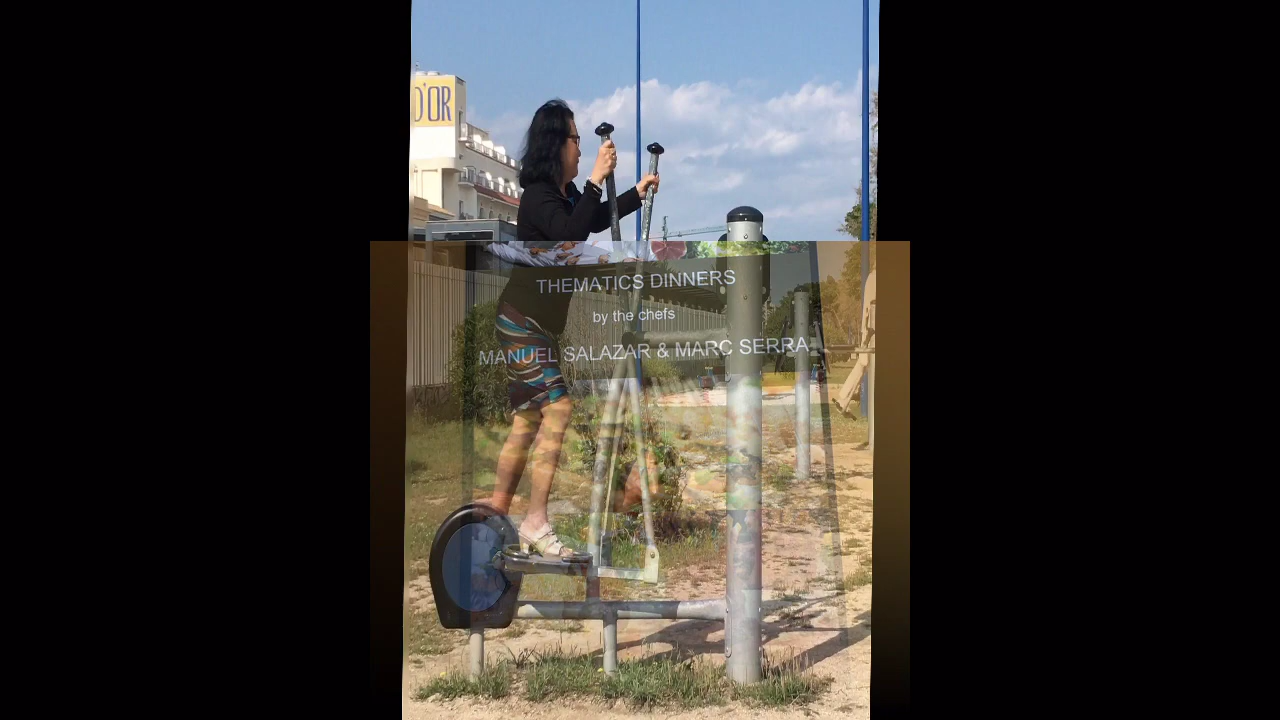 D'OR
THEMATICS DINNERS
by the chefs
MANUEL SALAZAR & MARC SERRA